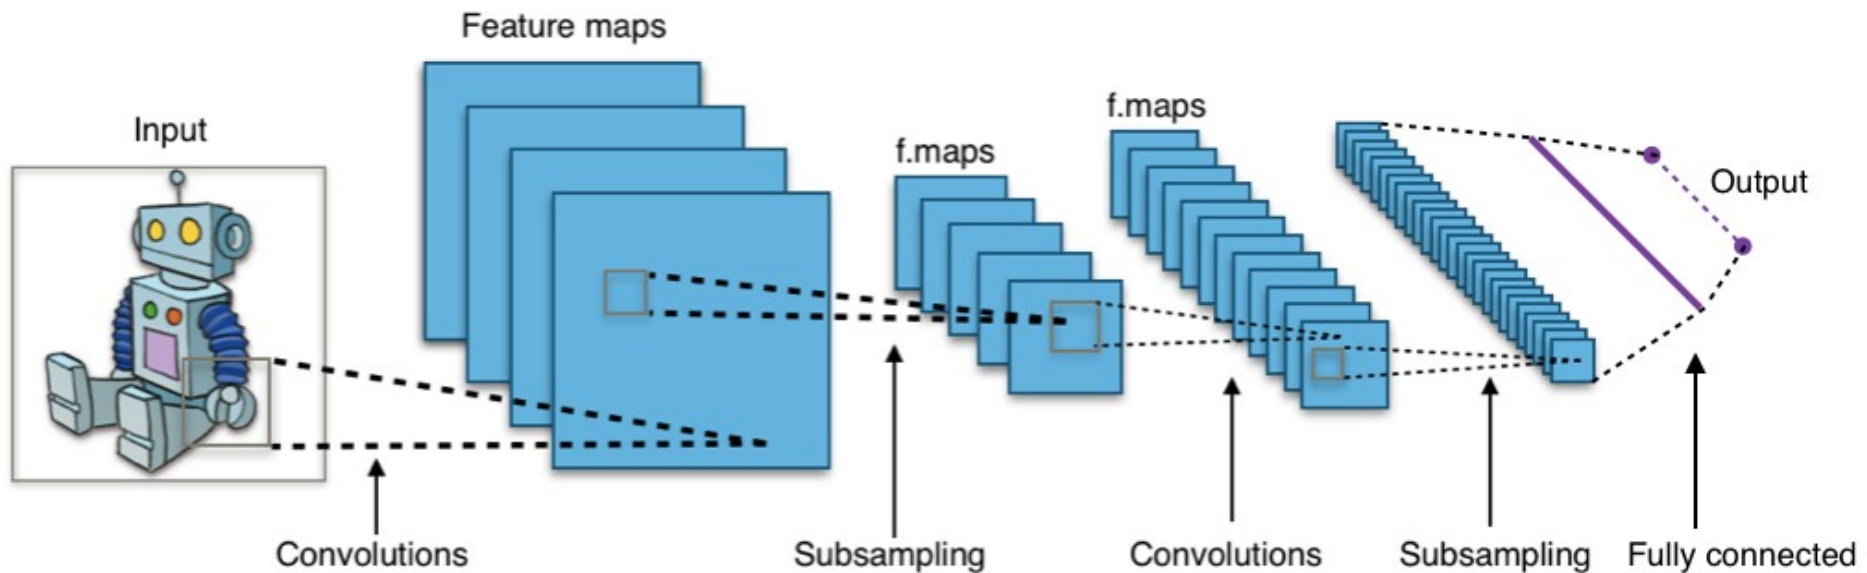 Feature maps
f.maps
Input
f.maps
Output
Convolutions
Subsampling
Convolutions
Subsampling
Fully connected